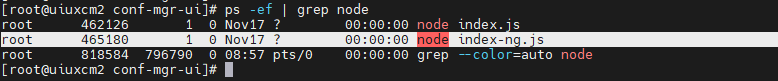 [root@uiuxcm2 conf-mgr-ui]# ps -ef | grep node
root      462126       1  0 Nov17 ?        00:00:00 node index.js
root      465180       1  0 Nov17 ?        00:00:00 node index-ng.js
root      818584  796790  0 08:57 pts/0    00:00:00 grep --color=auto node
[root@uiuxcm2 conf-mgr-ui]#